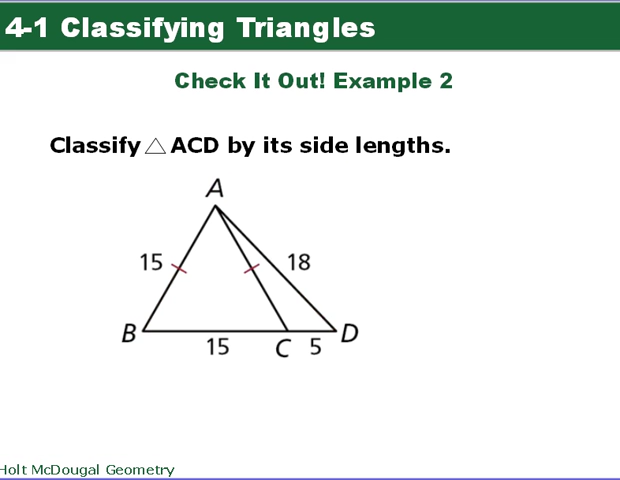 4-1 Classifying Triangles
Check It Out! Example 2
Classify △ ACD by its side lengths.
A
15
18
B
15
C
5
D
Holt McDougal Geometry